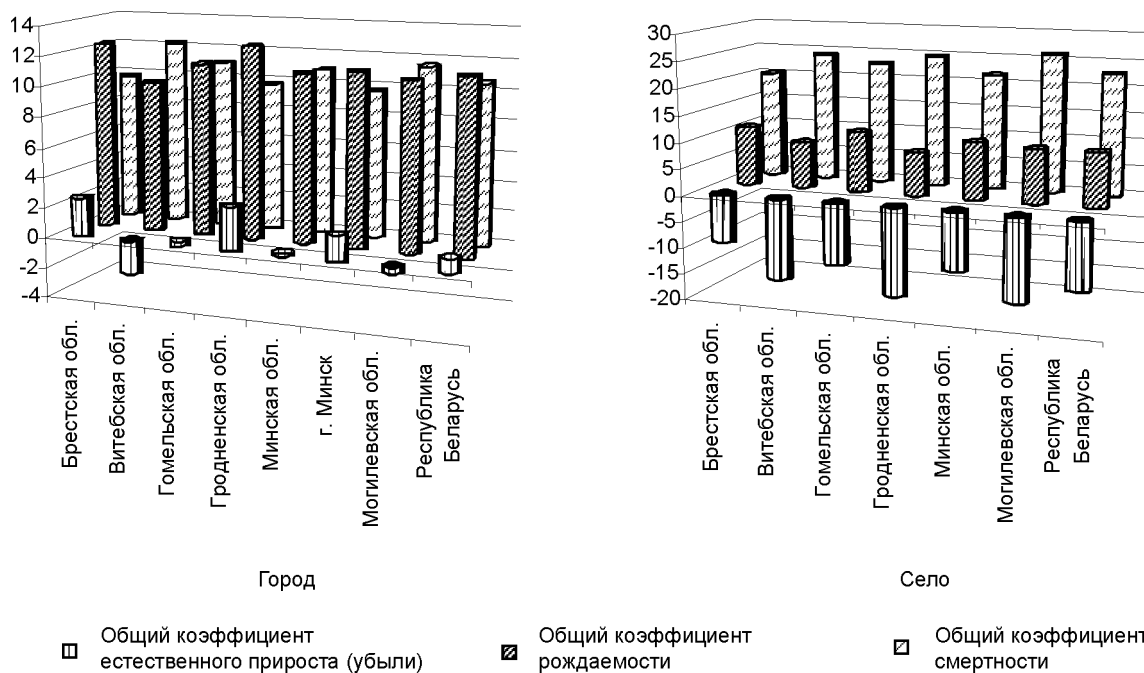 14
12
10
8
6
4
2
0
-2
-4
Брестская обл.
Витебская обл.
Гомельская обл.
Гродненская обл.
Минская обл.
г. Минск
Могилевская обл.
Республика
Беларусь
Город
30
25
20
15
10
5
0
-5
-10
-15
-20
Брестская обл.
Витебская обл.
Гомельская обл.
Гродненская обл.
Минская обл.
Могилевская обл.
Республика
Беларусь
Село
Общий коэффициент
естественного прироста (убыли)
Общий коэффициент
рождаемости
Общий коэффициент
смертности